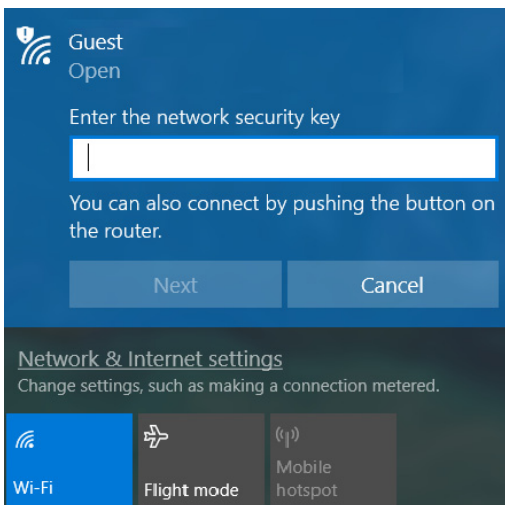 Guest
Open
Enter the network security key
You can also connect by pushing the button on
the router.
Next
Cancel
Network & Internet settings
Change settings, such as making a connection metered.
Wi-Fi
Flight mode
Mobile
hotspot